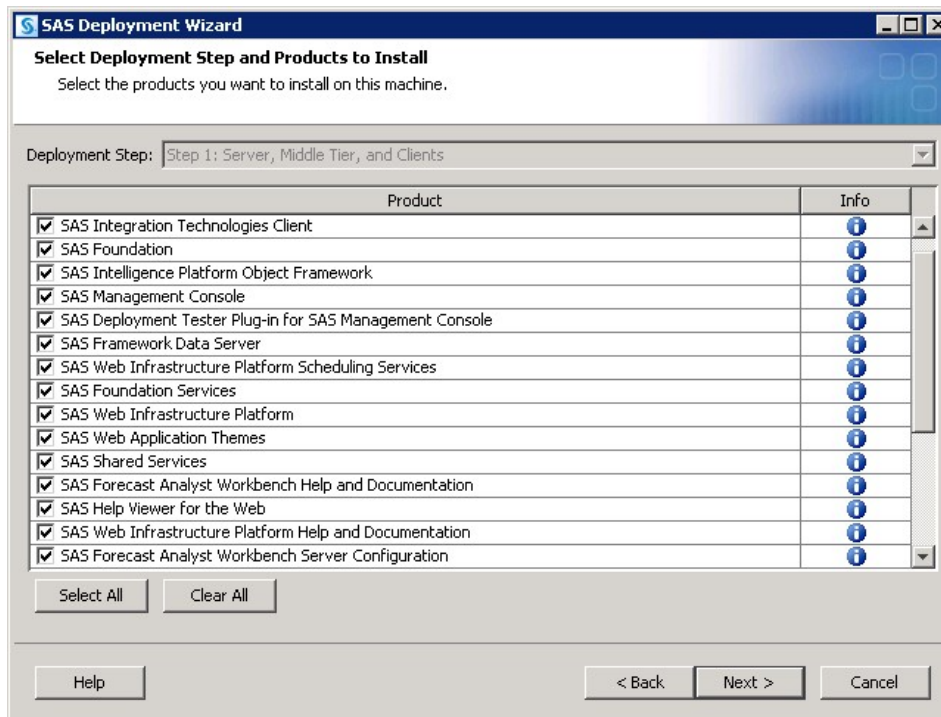 SAS Deployment Wizard
Select Deployment Step and Products to Install
Select the products you want to install on this machine.
Deployment Step: Step 1: Server, Middle Tier, and Clients
Product Info
SAS Integration Technologies Client
SAS Foundation
SAS Intelligence Platform Object Framework
SAS Management Console
SAS Deployment Tester Plug-in for SAS Management Console
SAS Framework Data Server
SAS Web Infrastructure Platform Scheduling Services
SAS Foundation Services
SAS Web Infrastructure Platform
SAS Web Application Themes
SAS Shared Services
SAS Forecast Analyst Workbench Help and Documentation
SAS Help Viewer for the Web
SAS Web Infrastructure Platform Help and Documentation
SAS Forecast Analyst Workbench Server Configuration
Select All Clear All
Help < Back Next > Cancel